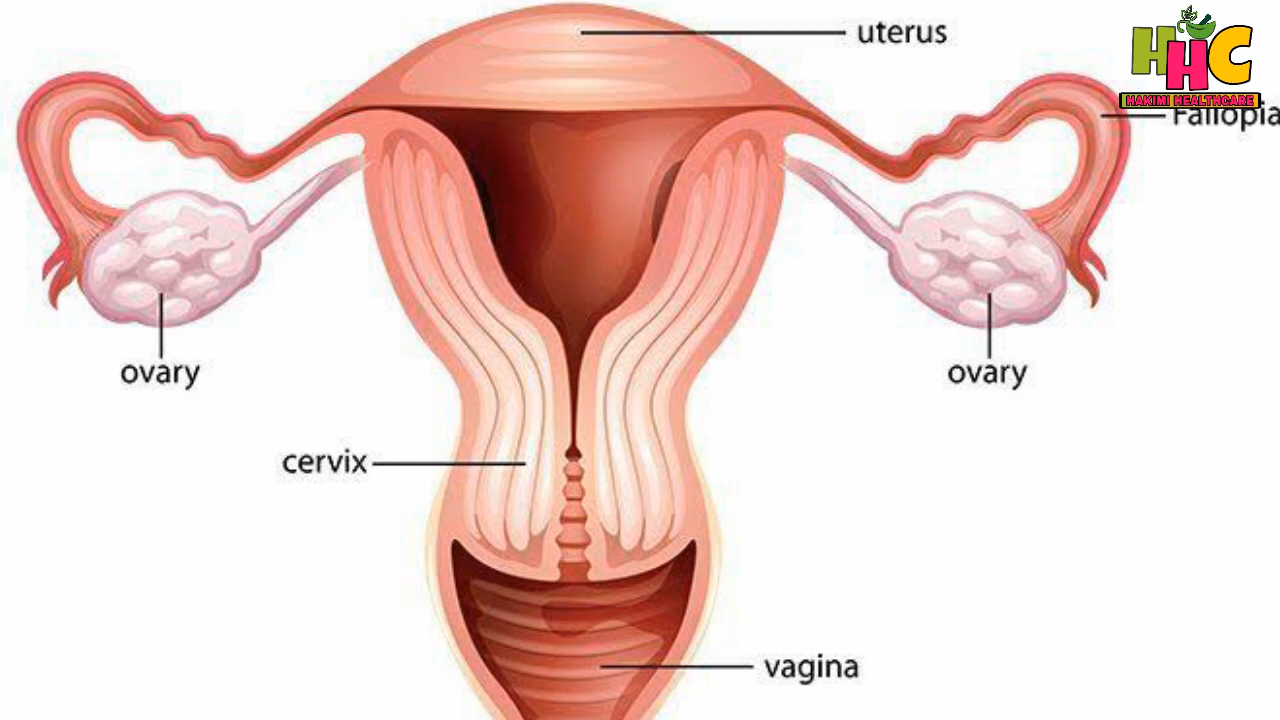 uterus
HHC
HAKIMI HEALTHCARE
Fallopia
ovary
ovary
cervix
vagina